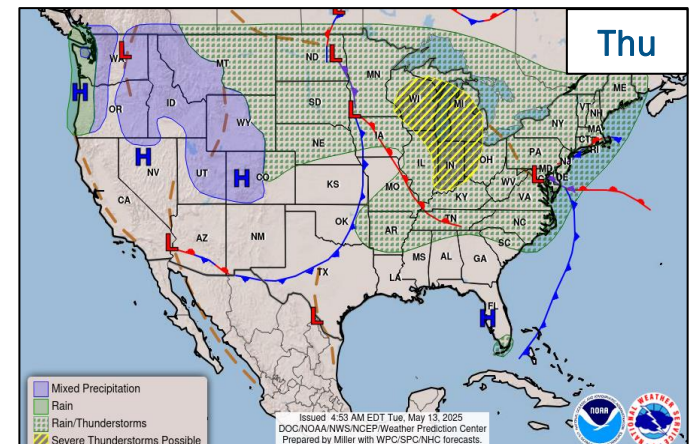 Thu
L
WA
H
OR
ID
MT
WY
ND
SD
NE
L
MN
L
IA
WI
MI
IL
IN
OH
PA
NY
VT
NH
ME
MA
CT
RI
NJ
MD
DE
L
WV
VA
KY
MO
KS
CO
H
UT
NV
H
CA
AZ
L
NM
OK
AR
TN
NC
SC
MS
AL
GA
LA
TX
L
FL
H
Mixed Precipitation
Rain
Rain/Thunderstorms
Severe Thunderstorms Possible
Issued 4:53 AM EDT Tue, May 13, 2025
DOC/NOAA/NWS/NCEP/Weather Prediction Center
Prepared by Miller with WPC/SPC/NHC forecasts.
NOAA
NATIONAL WEATHER SERVICE